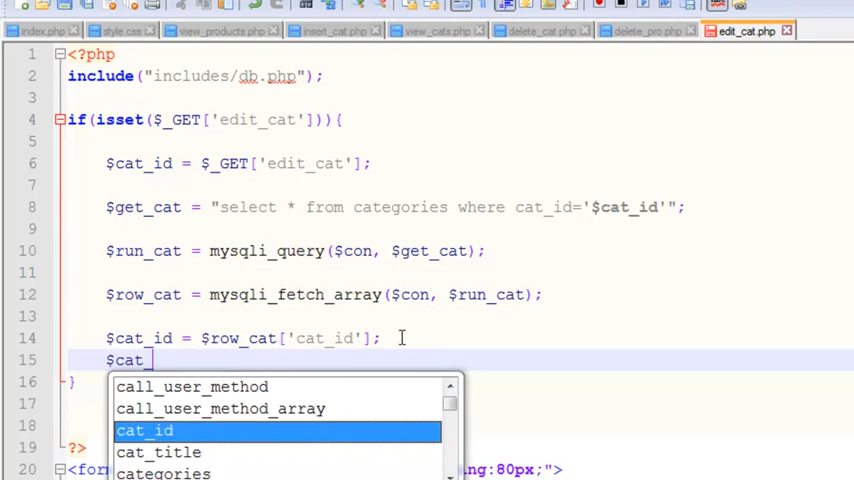 index.php style.css view_products.php insert_cat.php view_cats.php delete_cat.php delete_pro.php edit_cat.php
1 <?php
2 include("includes/db.php");
3
4 if(isset($_GET['edit_cat'])){
5
6 $cat_id = $_GET['edit_cat'];
7
8 $get_cat = "select * from categories where cat_id='$cat_id'";
9
10 $run_cat = mysqli_query($con, $get_cat);
11
12 $row_cat = mysqli_fetch_array($con, $run_cat);
13
14 $cat_id = $row_cat['cat_id'];
15 $cat_
16 }
call_user_method
17
call_user_method_array
18
cat_id
19 ?>
cat_title
20 <for ng:80px;">
categories